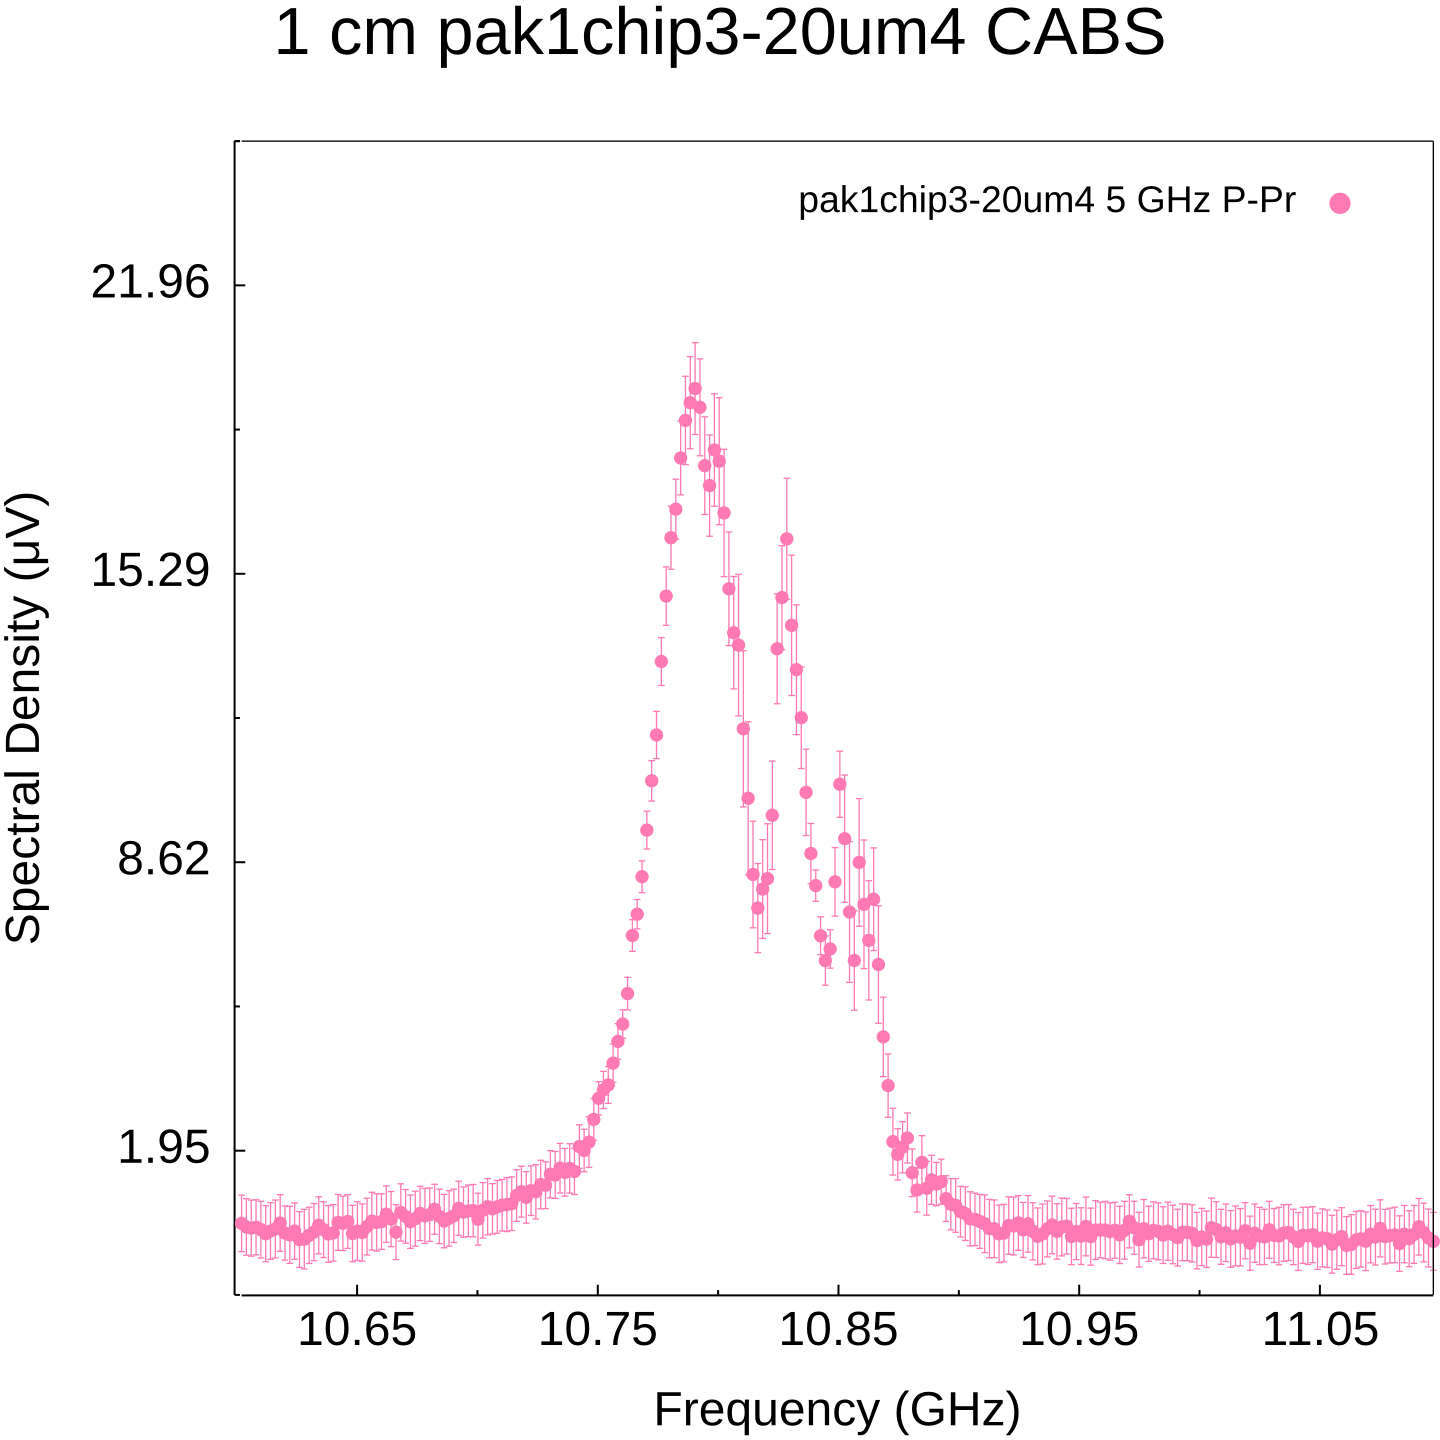 1 cm pak1chip3-20um4 CABS
pak1chip3-20um4 5 GHz P-Pr
21.96
15.29
8.62
1.95
Spectral Density (μV)
10.65 10.75 10.85 10.95 11.05
Frequency (GHz)